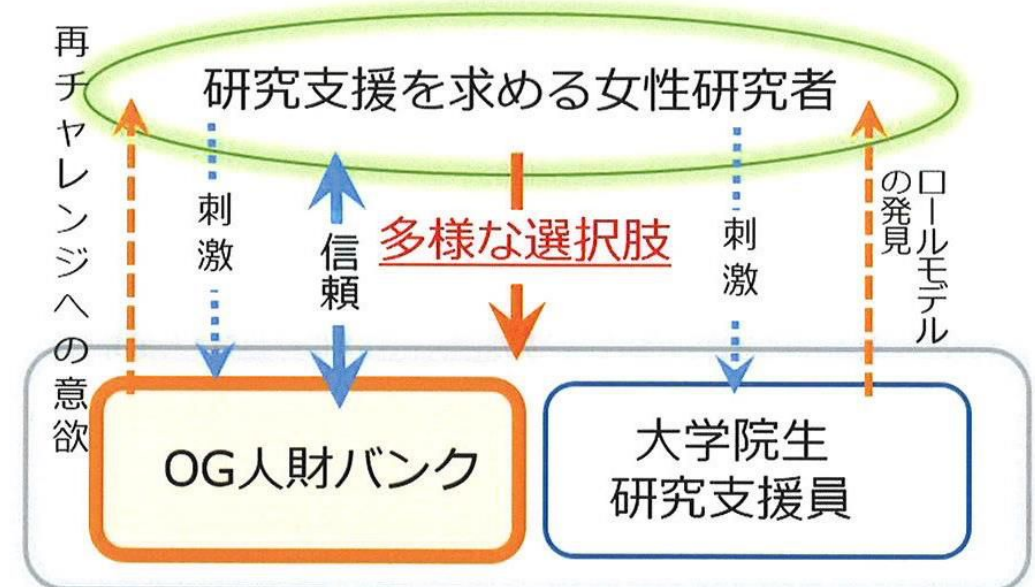 研究支援を求める女性研究者
再チャレンジへの意欲
刺激
信頼
多様な選択肢
刺激
ロールモデル
の発見
OG人財バンク
大学院生
研究支援員